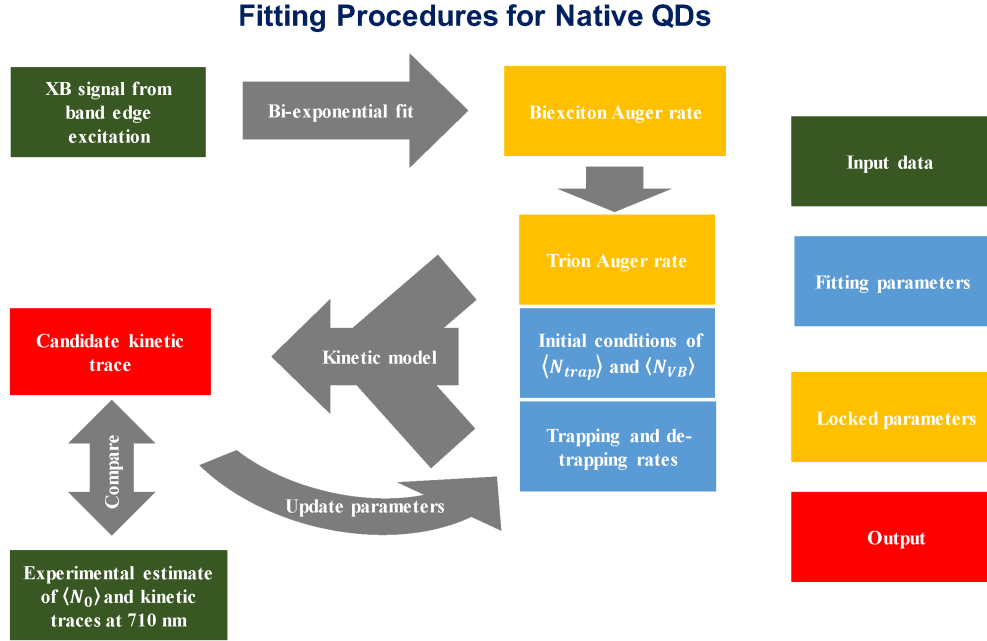 Fitting Procedures for Native QDs
XB signal from
band edge
excitation
Bi-exponential fit
Biexciton Auger rate
Input data
Trion Auger rate
Fitting parameters
Initial conditions of
⟨N_trap⟩ and ⟨N_VB⟩
Kinetic model
Candidate kinetic
trace
Trapping and de-
trapping rates
Locked parameters
Compare
Update parameters
Output
Experimental estimate
of ⟨N_0⟩ and kinetic
traces at 710 nm